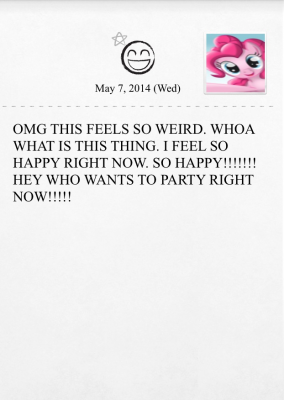 May 7, 2014 (Wed)
OMG THIS FEELS SO WEIRD. WHOA
WHAT IS THIS THING. I FEEL SO
HAPPY RIGHT NOW. SO HAPPY!!!!!!!
HEY WHO WANTS TO PARTY RIGHT
NOW!!!!!